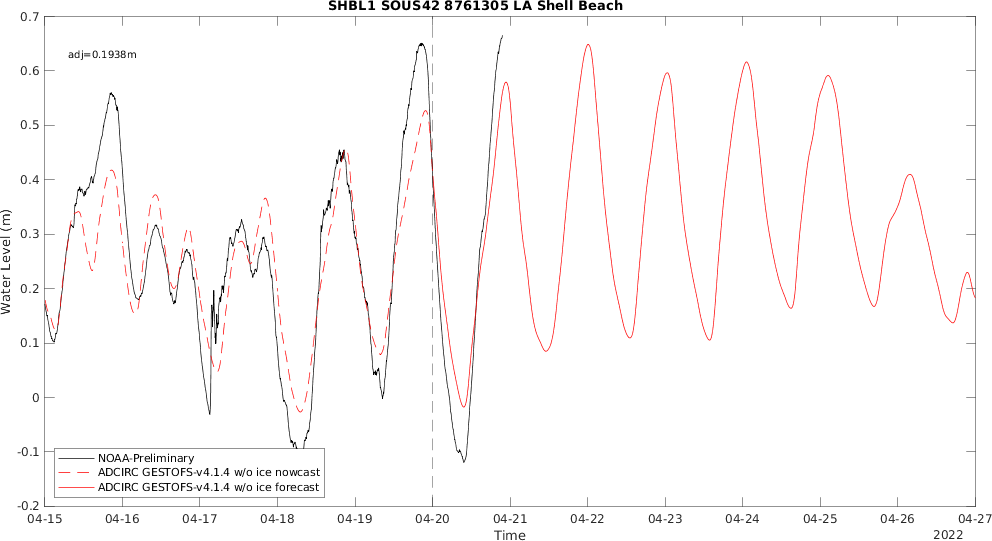 SHBL1 SOUS42 8761305 LA Shell Beach
adj=0.1938m
0.7
0.6
0.5
0.4
0.3
0.2
0.1
0
-0.1
-0.2
Water Level (m)
NOAA-Preliminary
ADCIRC GESTOFS-v4.1.4 w/o ice nowcast
ADCIRC GESTOFS-v4.1.4 w/o ice forecast
04-15 04-16 04-17 04-18 04-19 04-20 04-21 04-22 04-23 04-24 04-25 04-26 04-27
Time
2022